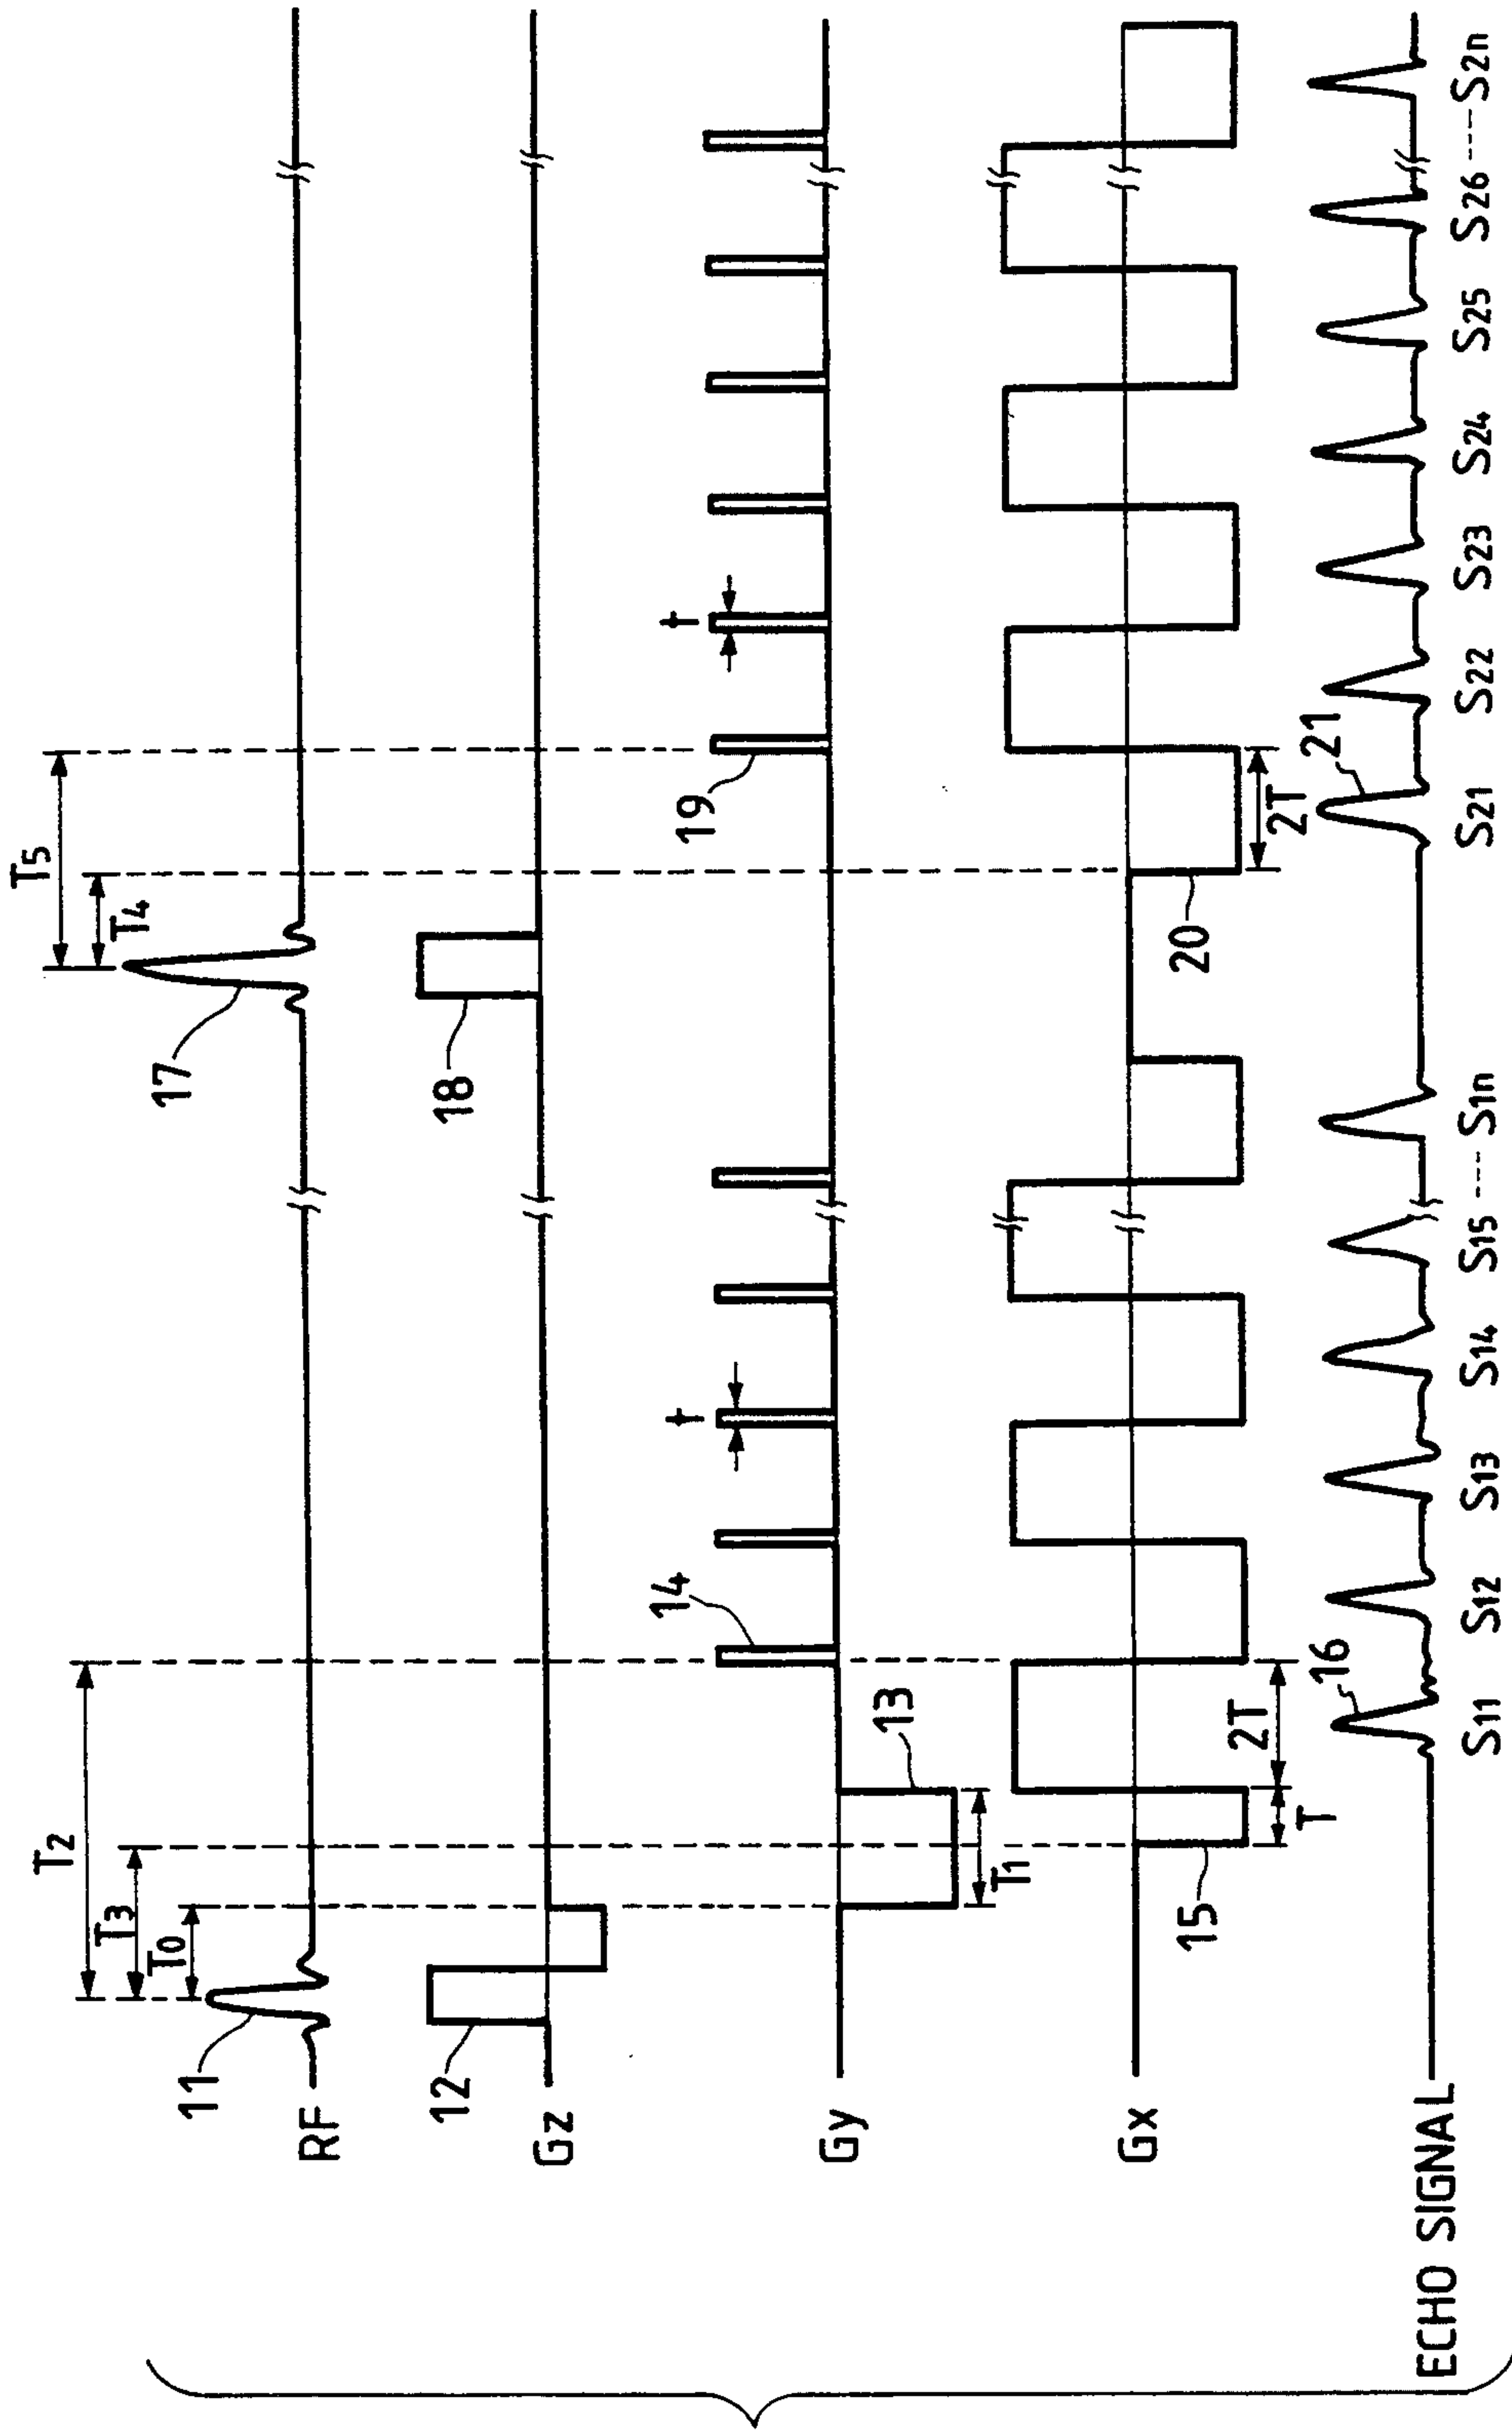 T2
T5
T3
T4
T0
11
17
RF
12
18
Gz
t
t
14
19
13
Gy
T1
Gx
15
T
2T
20
2T
16
21
ECHO SIGNAL
S11 S12 S13 S14 S15 ---- S1n S21 S22 S23 S24 S25 S26 ---- S2n